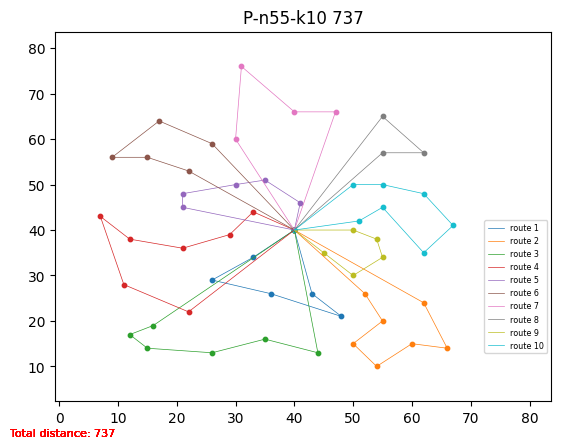 P-n55-k10 737
80
70
60
50
40
30
20
10
0 10 20 30 40 50 60 70 80
route 1
route 2
route 3
route 4
route 5
route 6
route 7
route 8
route 9
route 10
Total distance: 737